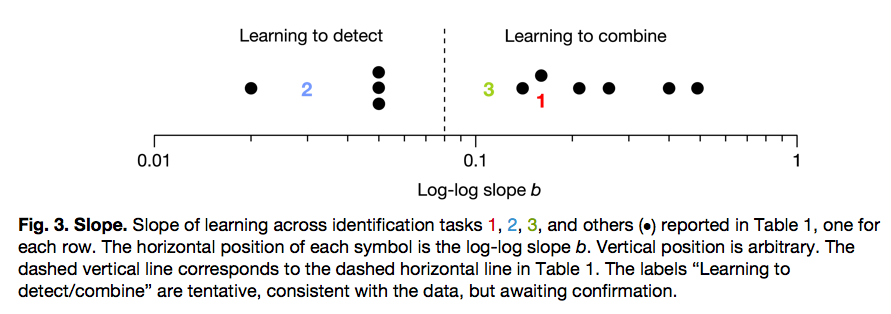 Learning to detect Learning to combine
2 3 1
0.01 0.1 1
Log-log slope b
Fig. 3. Slope. Slope of learning across identification tasks 1, 2, 3, and others (•) reported in Table 1, one for
each row. The horizontal position of each symbol is the log-log slope b. Vertical position is arbitrary. The
dashed vertical line corresponds to the dashed horizontal line in Table 1. The labels “Learning to
detect/combine” are tentative, consistent with the data, but awaiting confirmation.